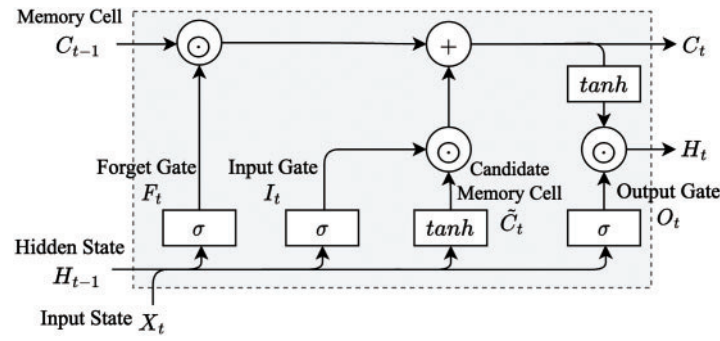 Memory Cell
C_{t-1}
⊙
+
C_t
tanh
Forget Gate
F_t
Input Gate
I_t
⊙
Candidate
Memory Cell
C̃_t
⊙
H_t
Output Gate
O_t
σ
σ
tanh
σ
Hidden State
H_{t-1}
Input State X_t